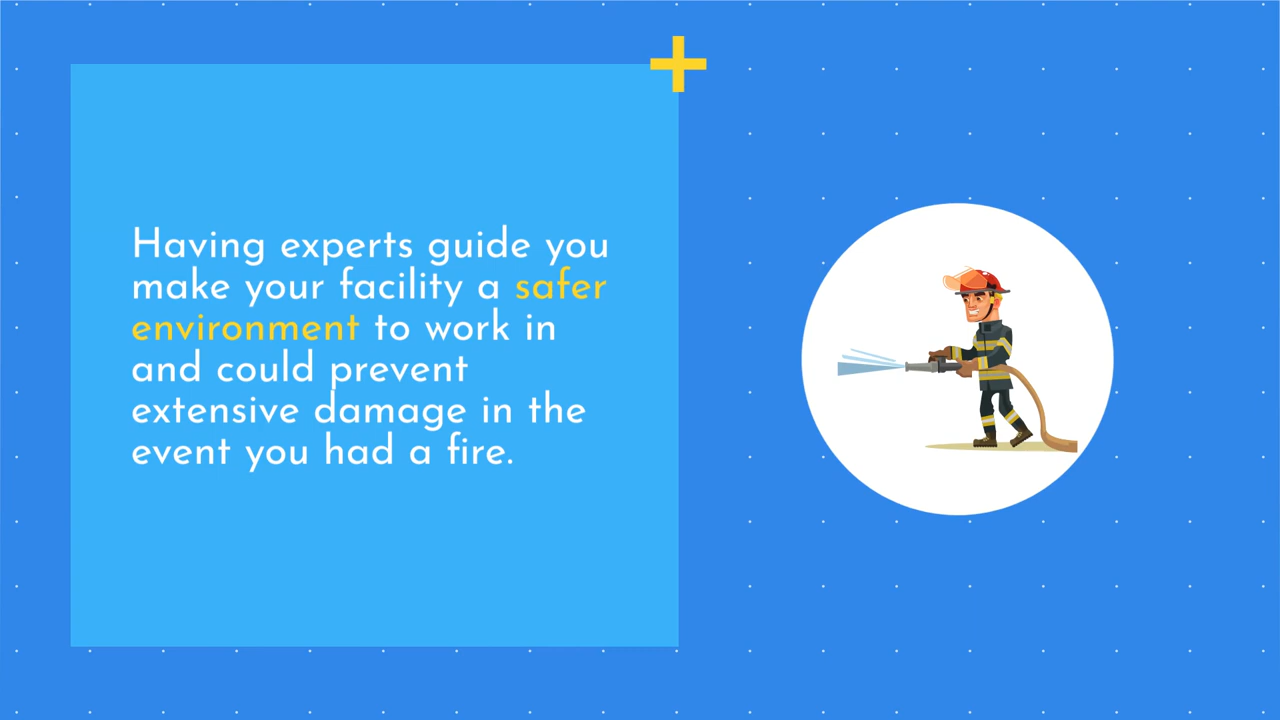 Having experts guide you
make your facility a safer
environment to work in
and could prevent
extensive damage in the
event you had a fire.